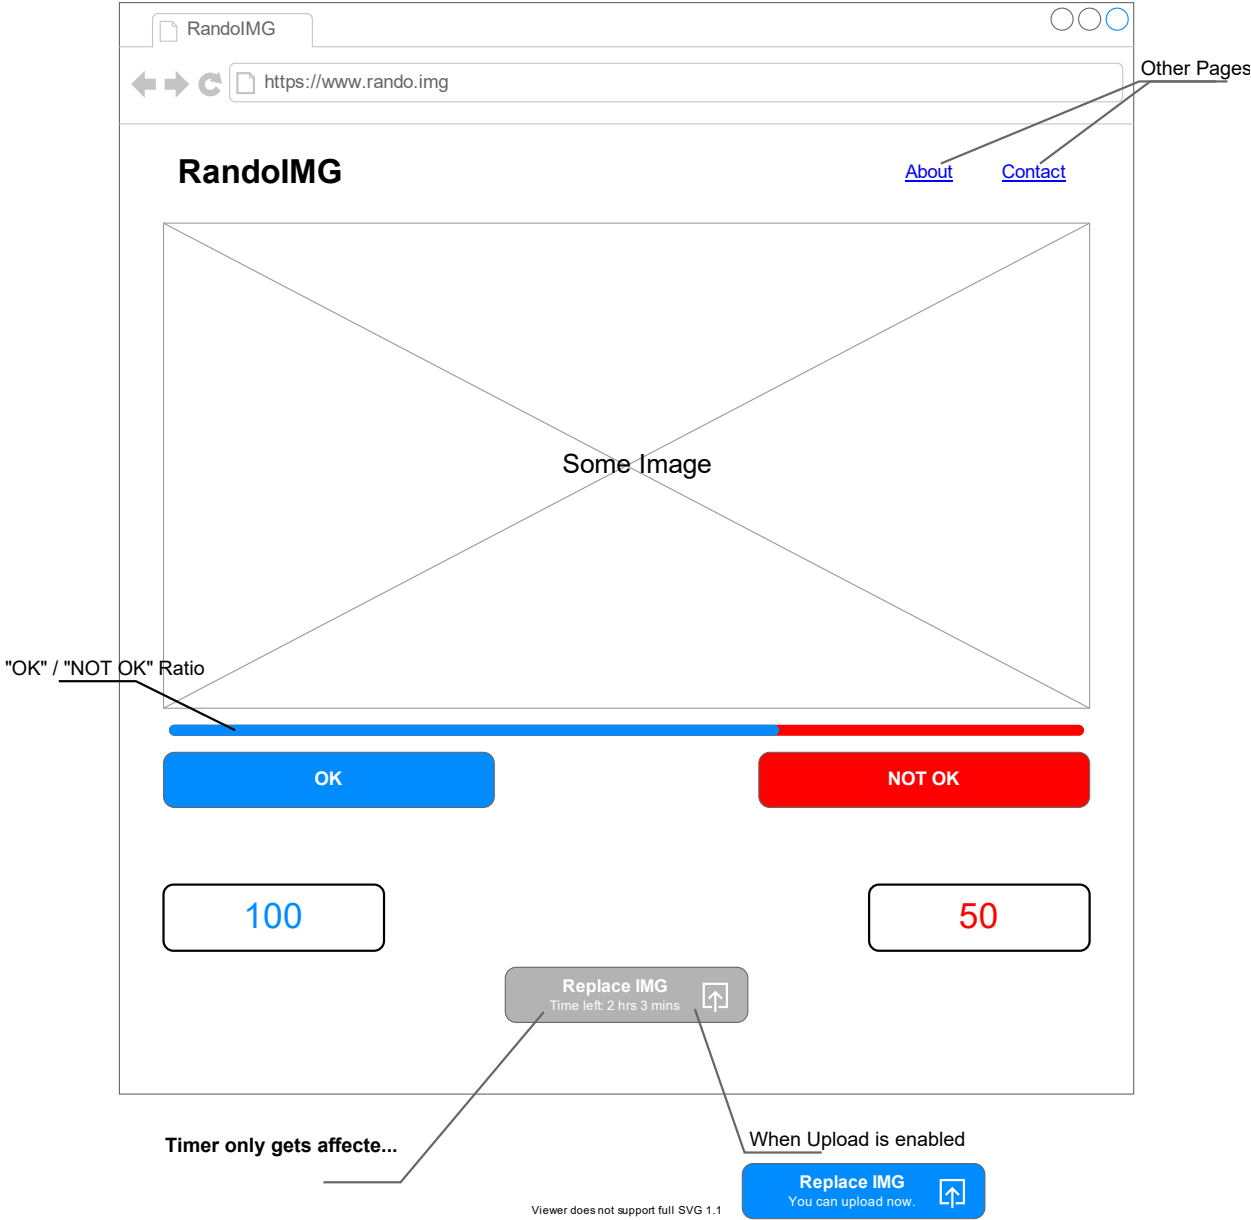 RandoIMG
https://www.rando.img
Other Pages
RandoIMG
About
Contact
Some Image
"OK" / "NOT OK" Ratio
OK
NOT OK
100
50
Replace IMG
Time left: 2 hrs 3 mins
Timer only gets affecte...
When Upload is enabled
Replace IMG
You can upload now.
Viewer does not support full SVG 1.1